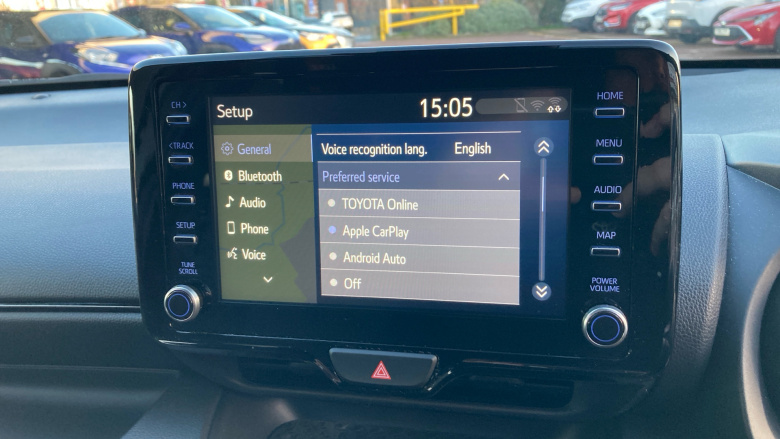 Setup 15:05
General
Bluetooth
Audio
Phone
Voice
Voice recognition lang. English
Preferred service
TOYOTA Online
Apple CarPlay
Android Auto
Off
CH >
< TRACK
PHONE
SETUP
TUNE
SCROLL
HOME
MENU
AUDIO
MAP
POWER
VOLUME